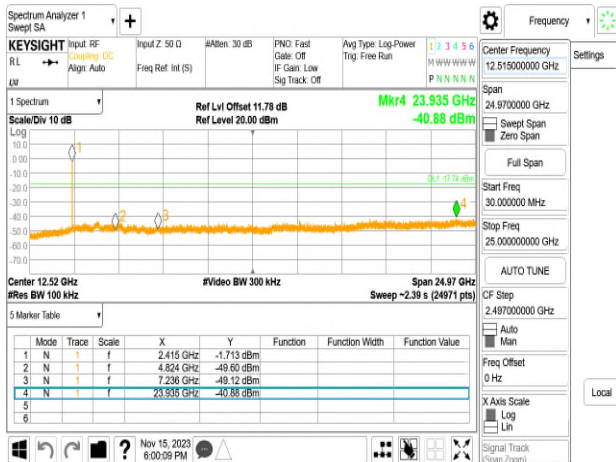 Spectrum Analyzer 1
Swept SA
+
Frequency
KEYSIGHT Input: RF Input Z: 50 Ω #Atten: 30 dB PNO: Fast Avg Type: Log-Power 1 2 3 4 5 6
RL Coupling: DC Gate: Off Trig: Free Run
Align: Auto Freq Ref: Int (S) IF Gain: Low M W W W W W
Sig Track: Off P N N N N N
LXI
1 Spectrum
Scale/Div 10 dB
Ref Lvl Offset 11.78 dB
Ref Level 20.00 dBm
Mkr4 23.935 GHz
-40.88 dBm
Log
10.0
0.00
-10.0
-20.0
-30.0
-40.0
-50.0
-60.0
-70.0
1
2
3
4
DL1 -17.74 dBm
Center 12.52 GHz #Video BW 300 kHz Span 24.97 GHz
#Res BW 100 kHz Sweep ~2.39 s (24971 pts)
5 Marker Table
Mode Trace Scale X Y Function Function Width Function Value
1 N 1 f 2.415 GHz -1.713 dBm
2 N 1 f 4.824 GHz -49.60 dBm
3 N 1 f 7.236 GHz -49.12 dBm
4 N 1 f 23.935 GHz -40.88 dBm
5
6
? Nov 15, 2023
6:00:09 PM
Center Frequency
12.515000000 GHz
Settings
Span
24.9700000 GHz
Swept Span
Zero Span
Full Span
Start Freq
30.000000 MHz
Stop Freq
25.000000000 GHz
AUTO TUNE
CF Step
2.497000000 GHz
Auto
Man
Freq Offset
0 Hz
X Axis Scale
Log
Lin
Local
Signal Track
(Span Zoom)